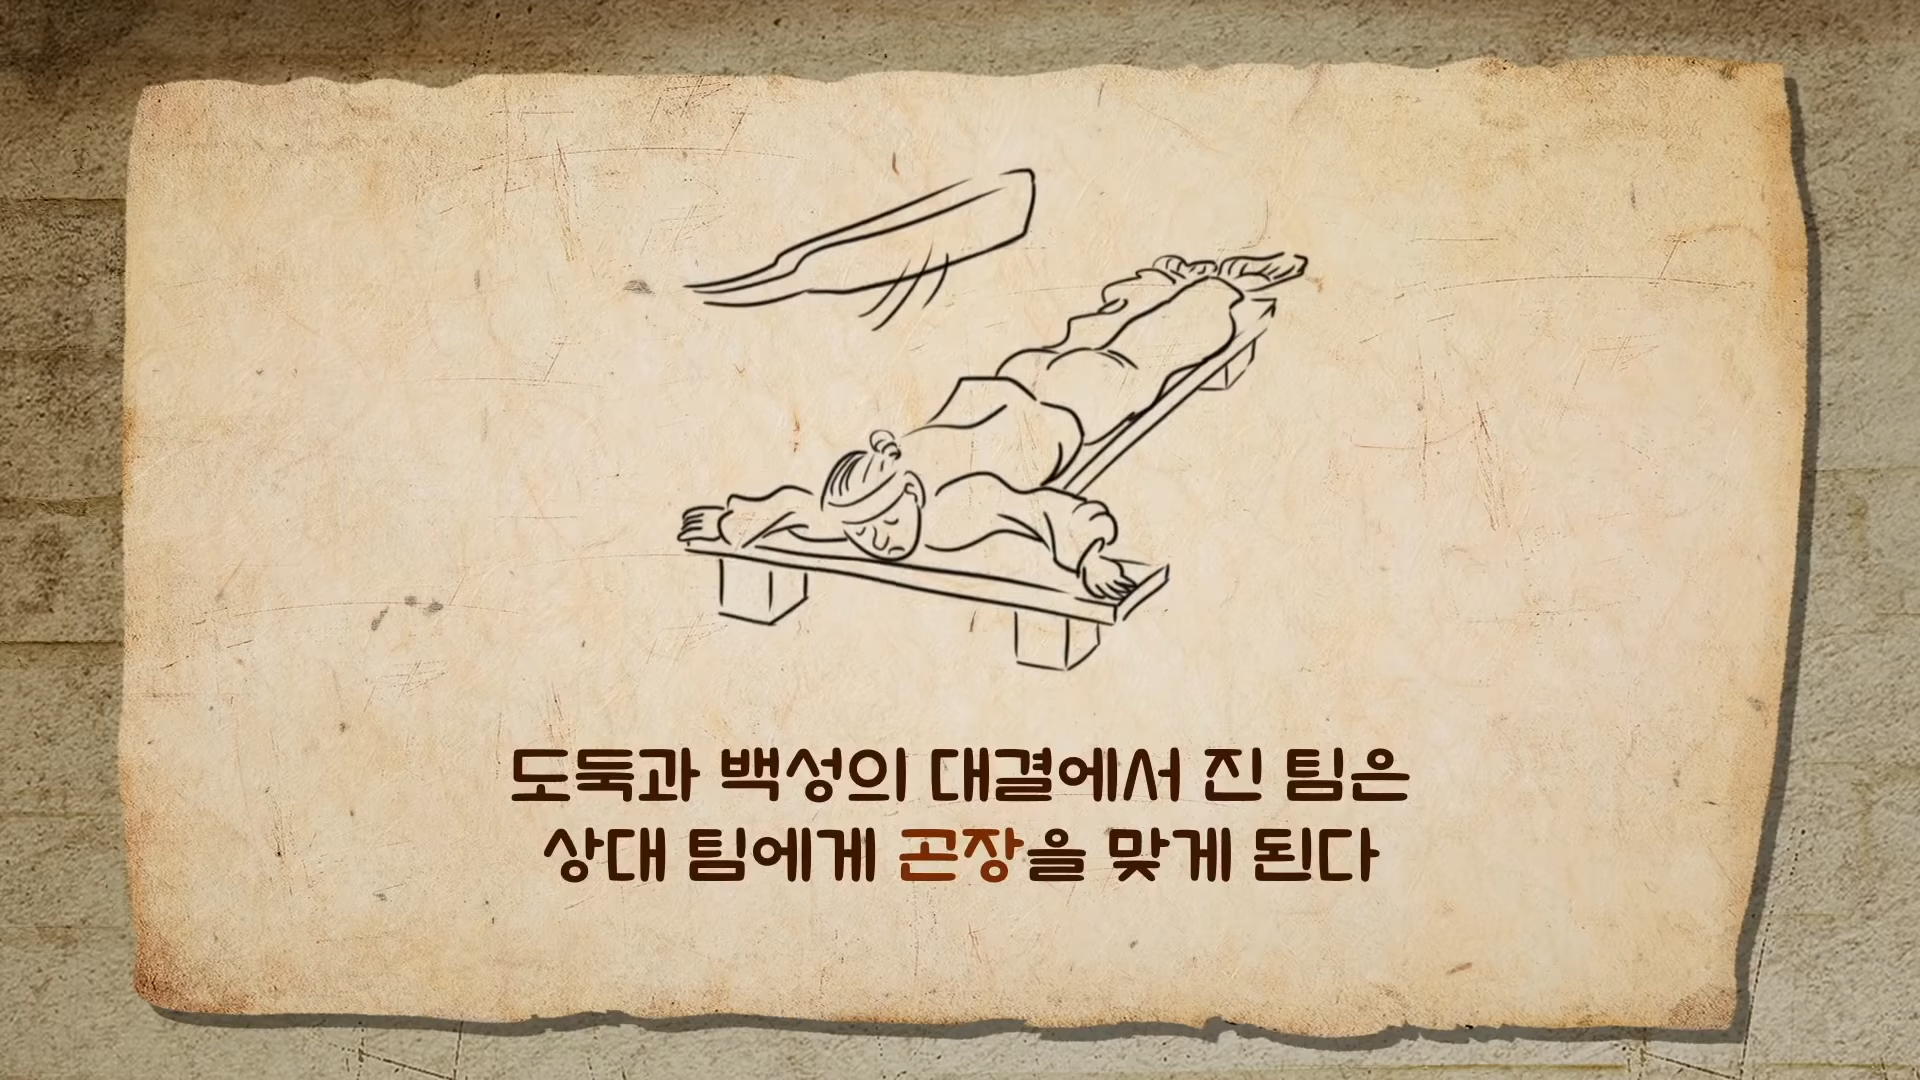 도둑과 백성의 대결에서 진 팀은
상대 팀에게 곤장을 맞게 된다